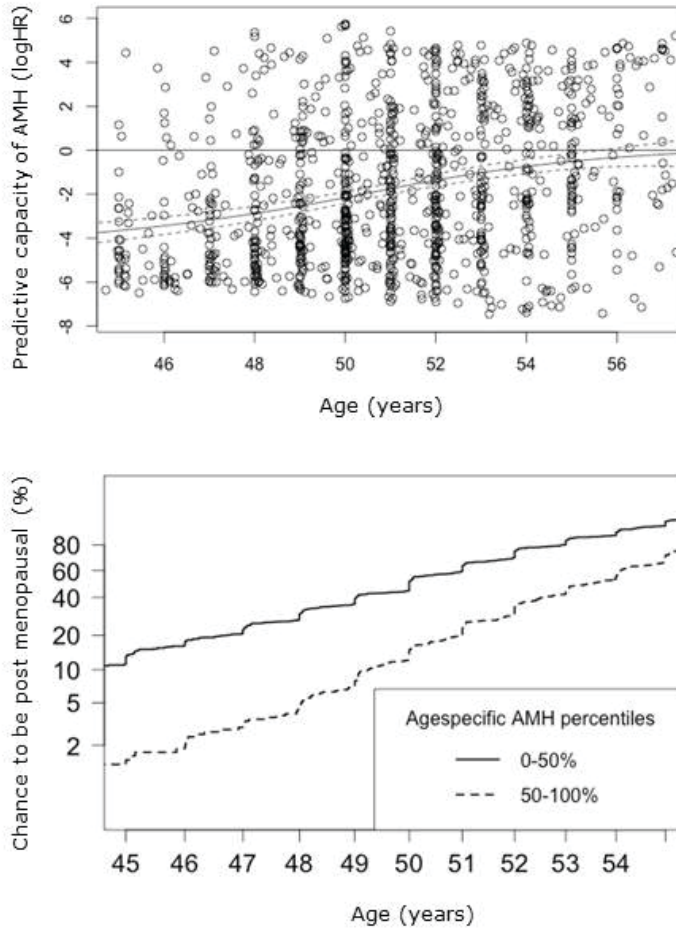 Predictive capacity of AMH (logHR)
6
4
2
0
-2
-4
-6
-8
46 48 50 52 54 56
Age (years)
Chance to be post menopausal (%)
80
60
40
20
10
5
2
Agespecific AMH percentiles
0-50%
50-100%
45 46 47 48 49 50 51 52 53 54
Age (years)